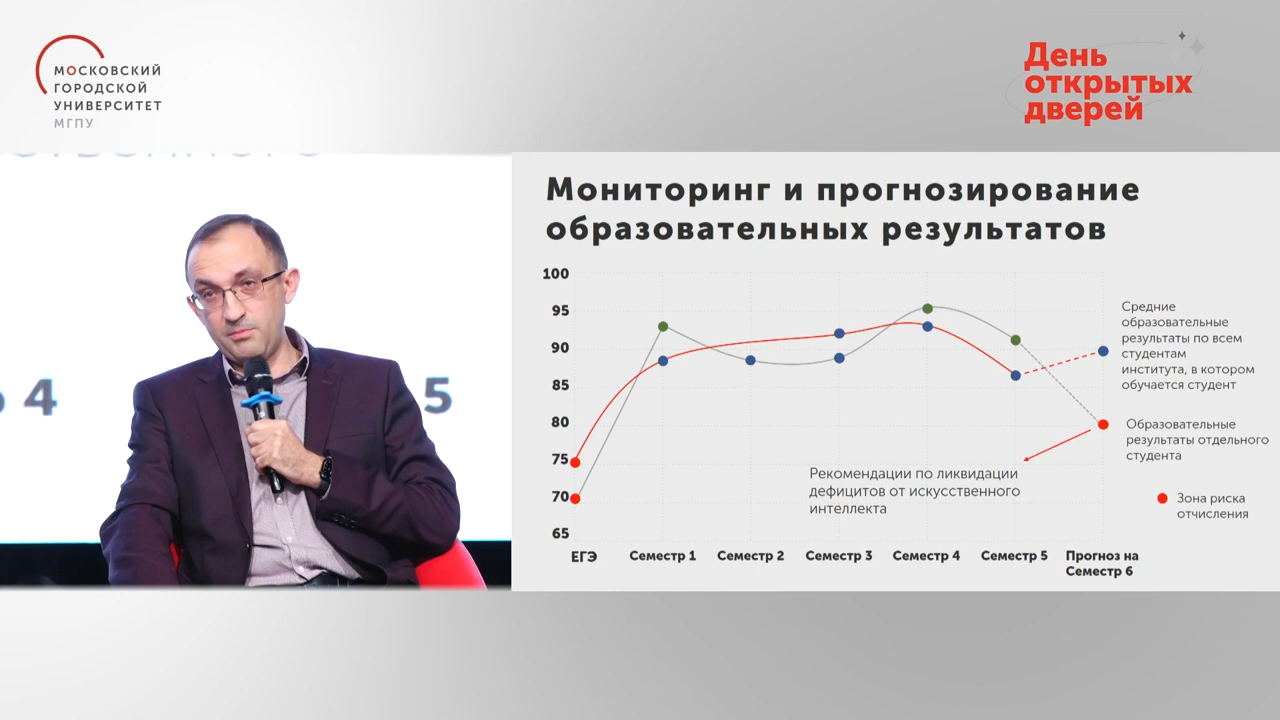 МОСКОВСКИЙ
ГОРОДСКОЙ
УНИВЕРСИТЕТ
МГПУ
День
открытых
дверей
4
5
Мониторинг и прогнозирование
образовательных результатов
100
95
90
85
80
75
70
65
ЕГЭ
Семестр 1
Семестр 2
Семестр 3
Семестр 4
Семестр 5
Прогноз на
Семестр 6
Рекомендации по ликвидации
дефицитов от искусственного
интеллекта
Средние
образовательные
результаты по всем
студентам
института, в котором
обучается студент
Образовательные
результаты отдельного
студента
Зона риска
отчисления